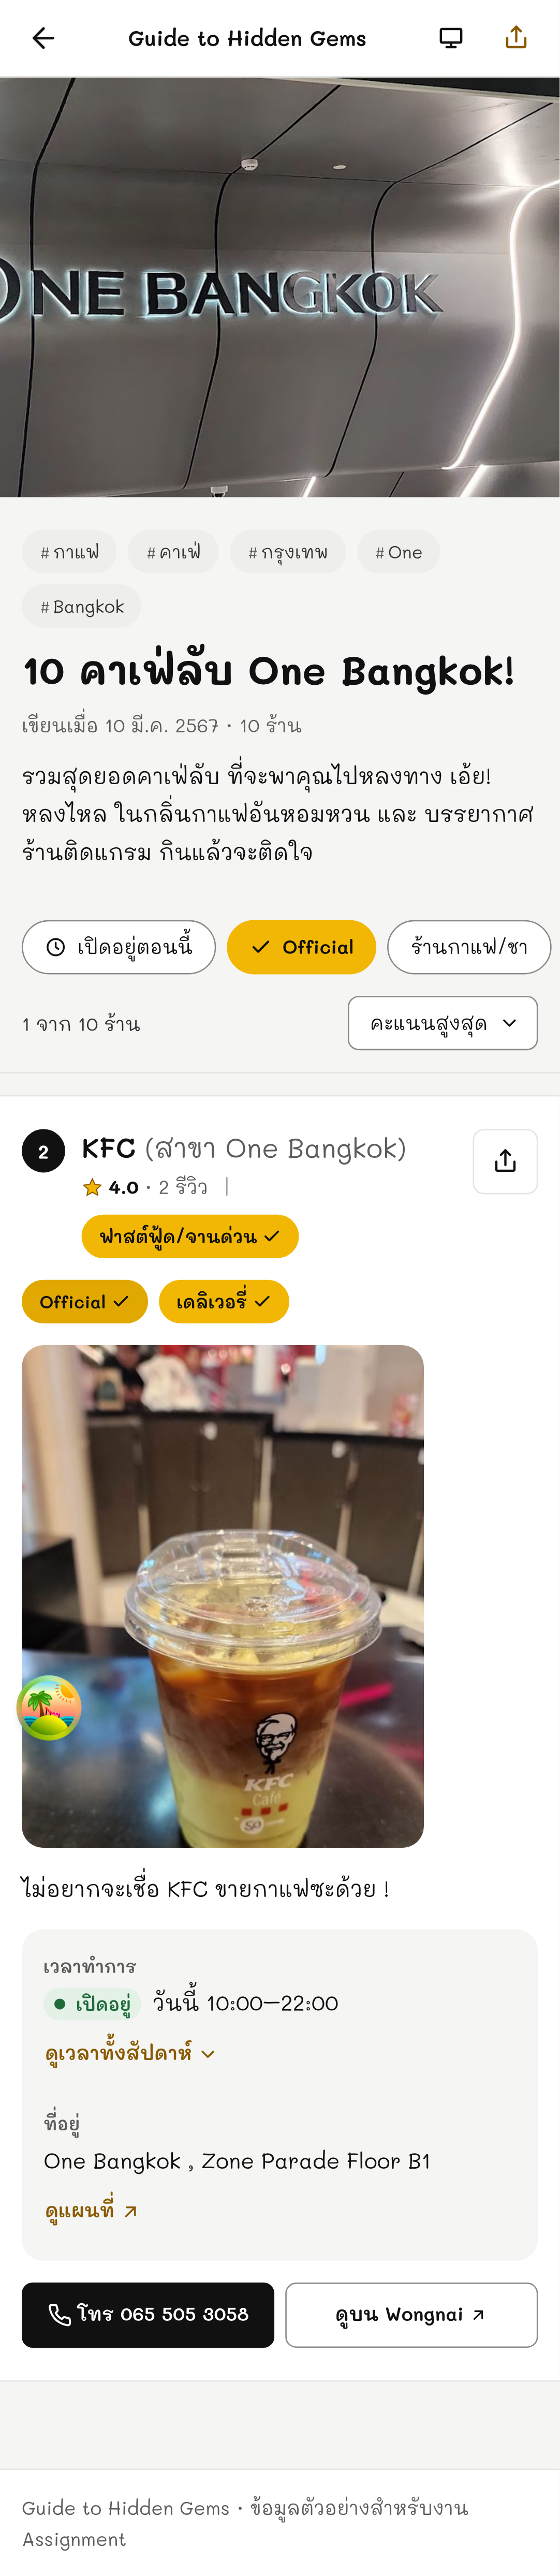 Guide to Hidden Gems
ONE BANGKOK
# กาแฟ
# คาเฟ่
# กรุงเทพ
# One
# Bangkok
10 คาเฟ่ลับ One Bangkok!
เขียนเมื่อ 10 มี.ค. 2567 · 10 ร้าน
รวมสุดยอดคาเฟ่ลับ ที่จะพาคุณไปหลงทาง เอ้ย!
หลงไหล ในกลิ่นกาแฟอันหอมหวน และ บรรยากาศ
ร้านติดแกรม กินแล้วจะติดใจ
เปิดอยู่ตอนนี้
Official
ร้านกาแฟ/ชา
1 จาก 10 ร้าน
คะแนนสูงสุด
2
KFC (สาขา One Bangkok)
4.0 · 2 รีวิว |
ฟาสต์ฟู้ด/จานด่วน
Official
เดลิเวอรี่
KFC
Café
ไม่อยากจะเชื่อ KFC ขายกาแฟซะด้วย !
เวลาทำการ
เปิดอยู่ วันนี้ 10:00–22:00
ดูเวลาทั้งสัปดาห์
ที่อยู่
One Bangkok , Zone Parade Floor B1
ดูแผนที่
โทร 065 505 3058
ดูบน Wongnai
Guide to Hidden Gems · ข้อมูลตัวอย่างสำหรับงาน
Assignment